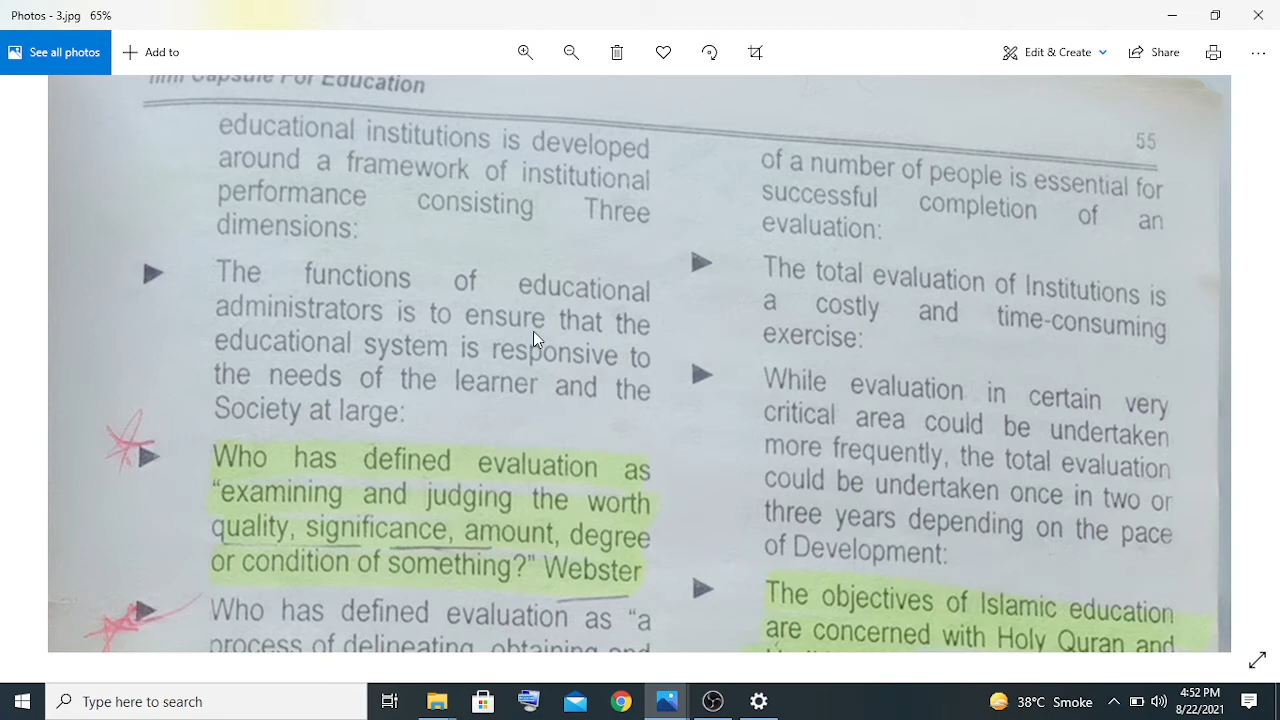 Photos - 3.jpg 65%
See all photos
Add to
Edit & Create
Share
Capsule For Education
55
educational institutions is developed
around a framework of institutional
performance consisting Three
dimensions:
The functions of educational
administrators is to ensure that the
educational system is responsive to
the needs of the learner and the
Society at large:
Who has defined evaluation as
“examining and judging the worth
quality, significance, amount, degree
or condition of something?” Webster
Who has defined evaluation as “a
process of delineating, obtaining and
of a number of people is essential for
successful completion of an
evaluation:
The total evaluation of Institutions is
a costly and time-consuming
exercise:
While evaluation in certain very
critical area could be undertaken
more frequently, the total evaluation
could be undertaken once in two or
three years depending on the pace
of Development:
The objectives of Islamic education
are concerned with Holy Quran and
Type here to search
38°C Smoke
4:52 PM
8/22/2021